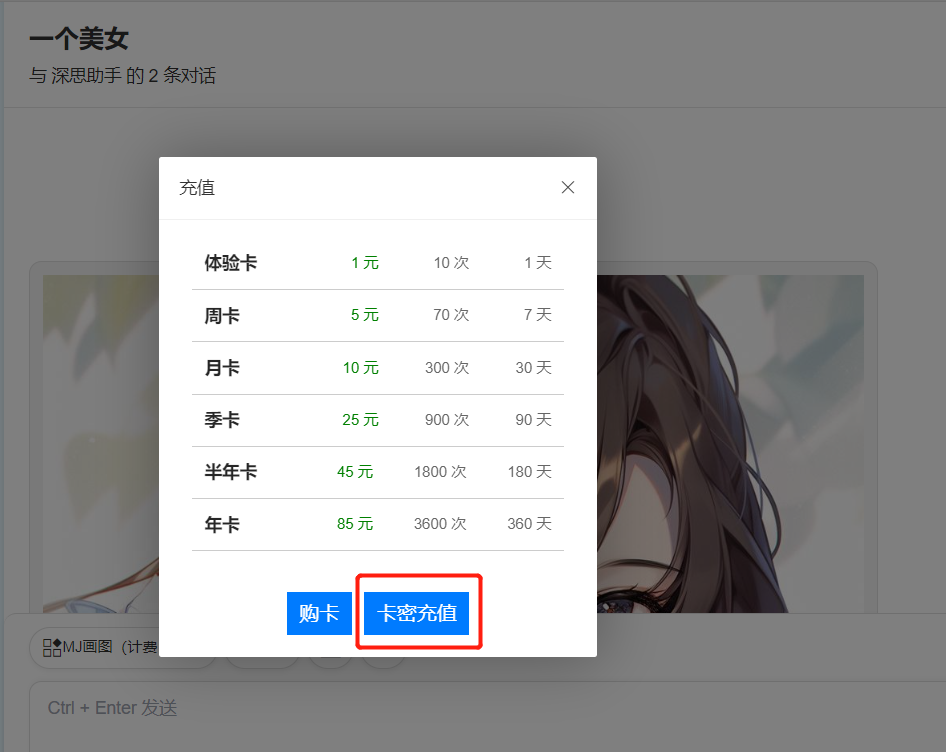 一个美女
与 深思助手 的 2 条对话
充值
体验卡 1 元 10 次 1 天
周卡 5 元 70 次 7 天
月卡 10 元 300 次 30 天
季卡 25 元 900 次 90 天
半年卡 45 元 1800 次 180 天
年卡 85 元 3600 次 360 天
购卡 卡密充值
MJ画图（计费
Ctrl + Enter 发送